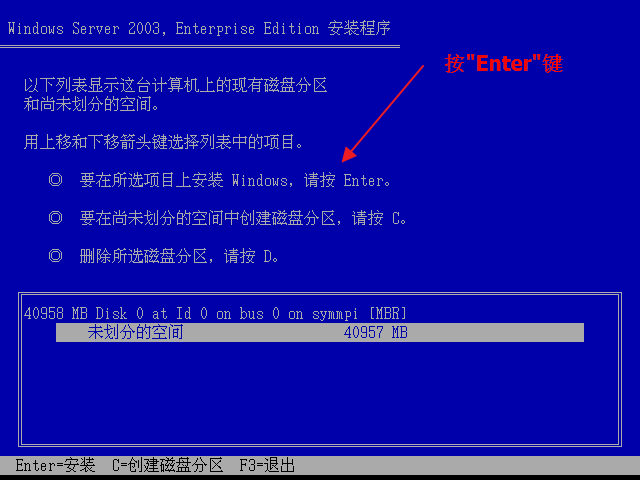 Windows Server 2003, Enterprise Edition 安装程序
按"Enter"键
以下列表显示这台计算机上的现有磁盘分区
和尚未划分的空间。
用上移和下移箭头键选择列表中的项目。
◎ 要在所选项目上安装 Windows，请按 Enter。
◎ 要在尚未划分的空间中创建磁盘分区，请按 C。
◎ 删除所选磁盘分区，请按 D。
40958 MB Disk 0 at Id 0 on bus 0 on symmpi [MBR]
未划分的空间 40957 MB
Enter=安装 C=创建磁盘分区 F3=退出